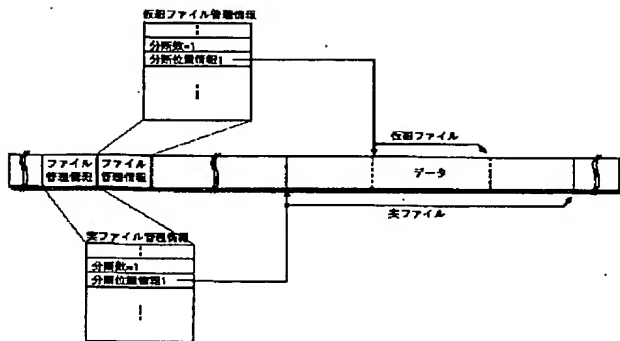 仮想ファイル管理情報
分断数=1
分断位置情報1
仮想ファイル
ファイル
管理情報
ファイル
管理情報
データ
実ファイル
実ファイル管理情報
分断数=1
分断位置情報1